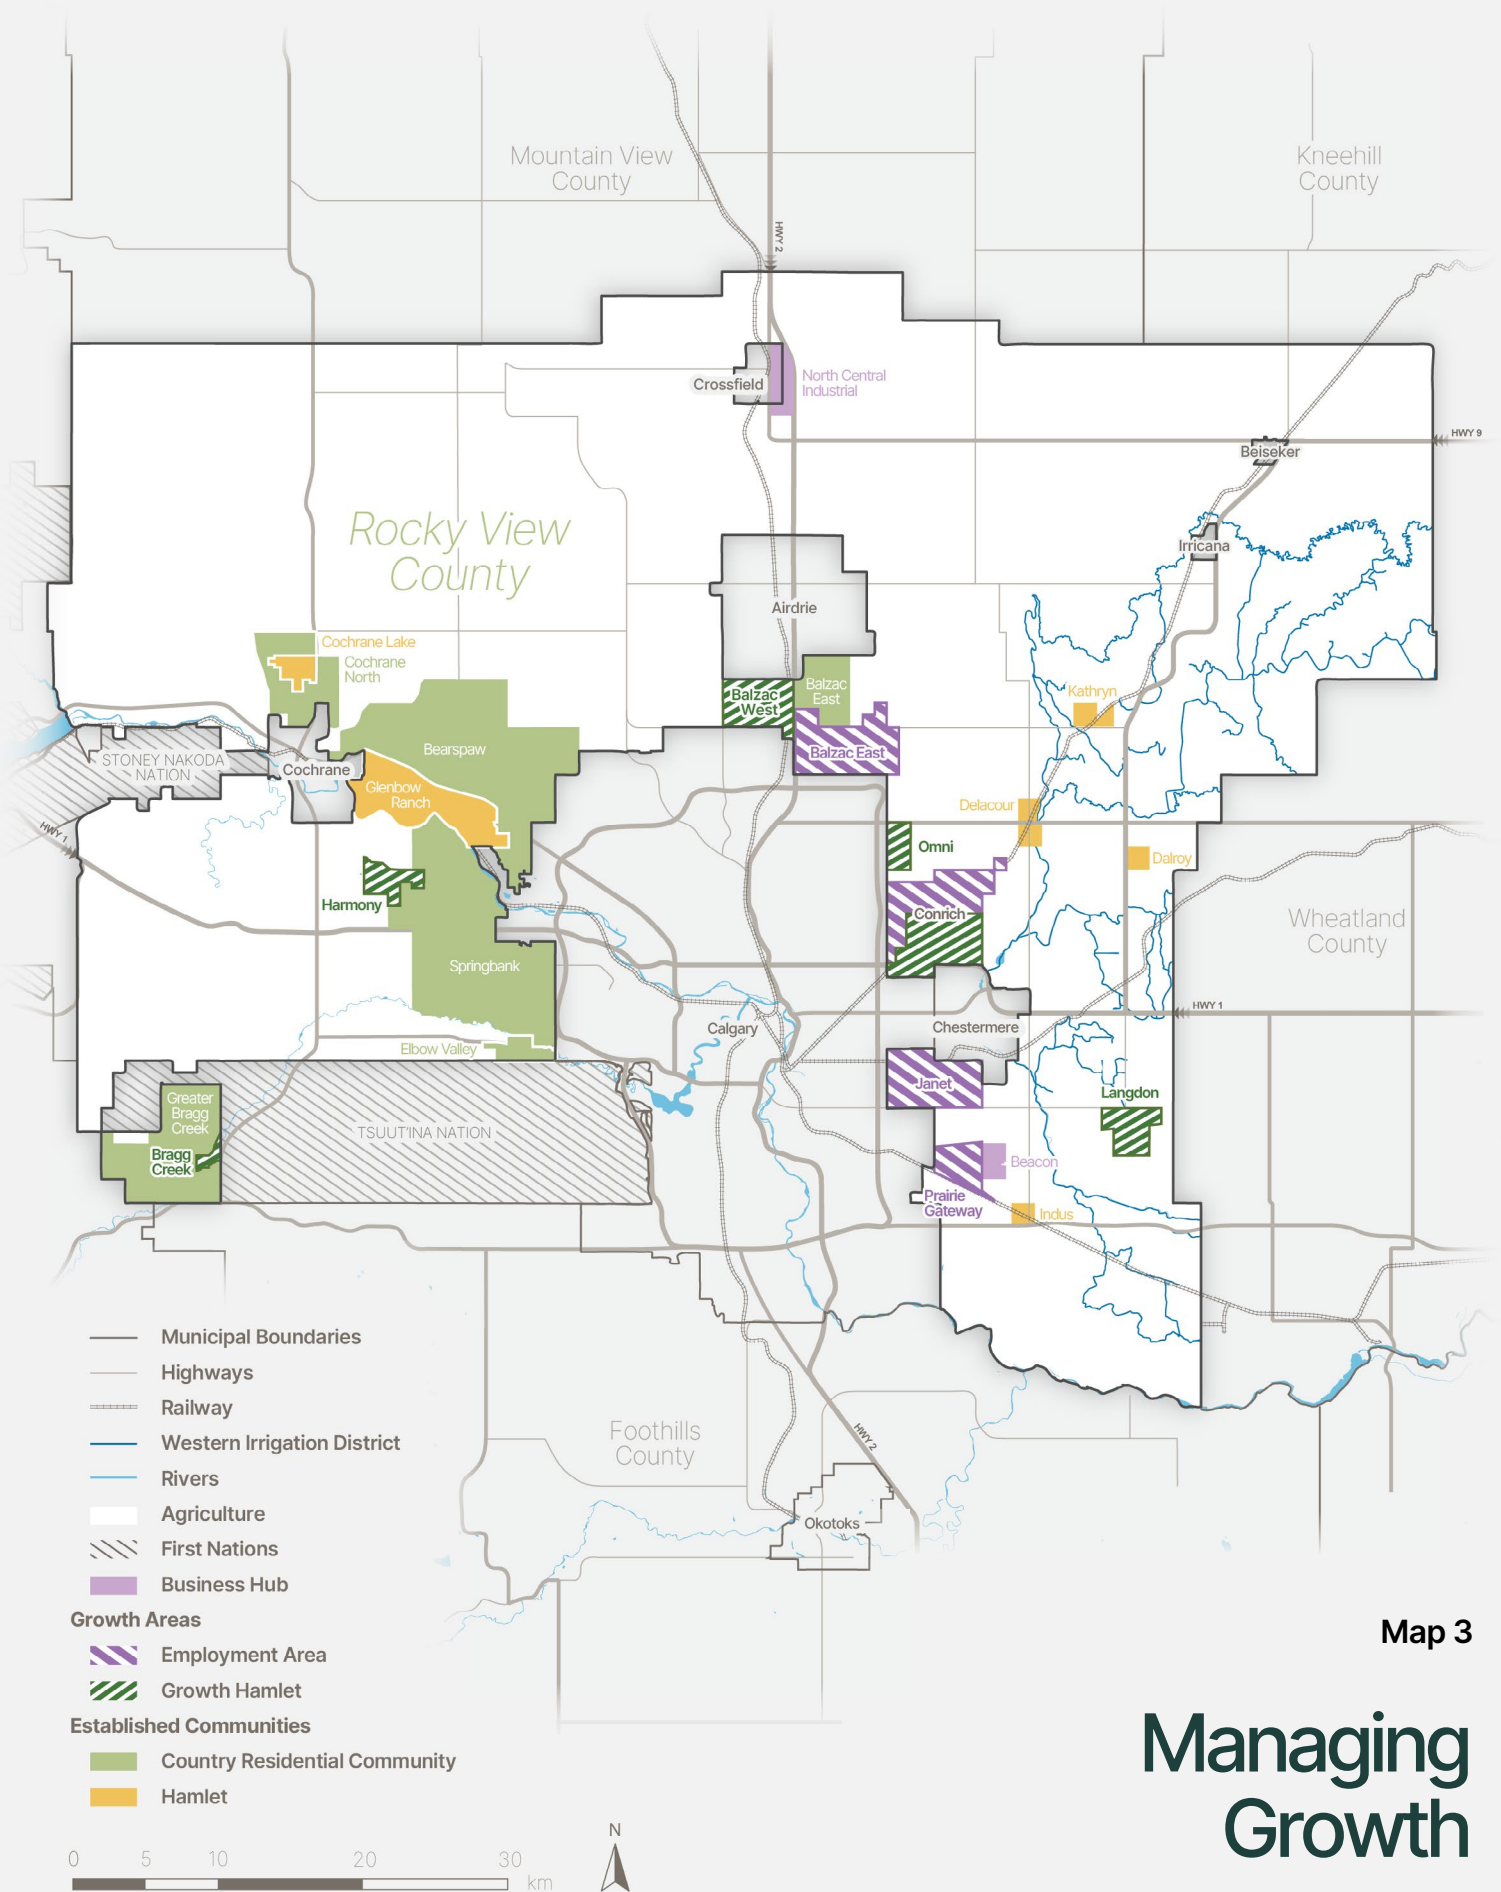 Mountain View
County
Kneehill
County
HWY 2
Crossfield
North Central
Industrial
HWY 9
Beiseker
Rocky View
County
Irricana
Airdrie
Cochrane Lake
Cochrane
North
Balzac
West
Balzac
East
Kathryn
Bearspaw
Balzac East
STONEY NAKODA
NATION
Cochrane
Glenbow
Ranch
Delacour
HWY 1
Omni
Dalroy
Harmony
Conrich
Wheatland
County
Springbank
HWY 1
Calgary
Chestermere
Elbow Valley
Janet
Greater
Bragg
Creek
Langdon
TSUUT'INA NATION
Bragg
Creek
Beacon
Prairie
Gateway
Indus
Foothills
County
HWY 2
Okotoks
Municipal Boundaries
Highways
Railway
Western Irrigation District
Rivers
Agriculture
First Nations
Business Hub
Growth Areas
Employment Area
Growth Hamlet
Established Communities
Country Residential Community
Hamlet
0 5 10 20 30
km
N
Map 3
Managing
Growth